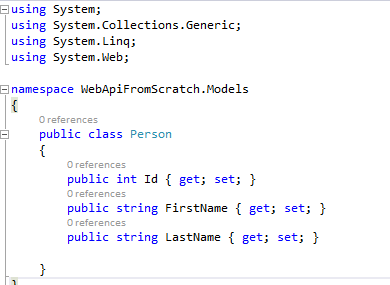 using System;
using System.Collections.Generic;
using System.Linq;
using System.Web;
namespace WebApiFromScratch.Models
{
0 references
public class Person
{
0 references
public int Id { get; set; }
0 references
public string FirstName { get; set; }
0 references
public string LastName { get; set; }
}
}